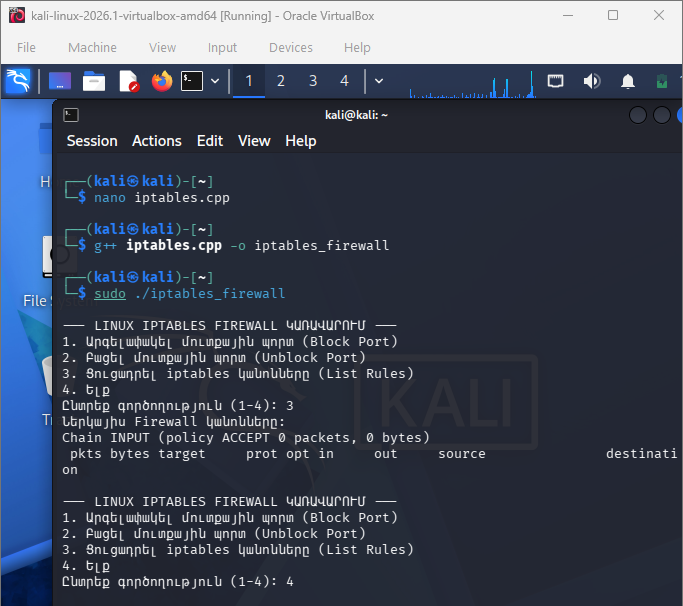 kali-linux-2026.1-virtualbox-amd64 [Running] - Oracle VirtualBox
File Machine View Input Devices Help
1 2 3 4
kali@kali: ~
Session Actions Edit View Help
┌──(kali㉿kali)-[~]
└─$ nano iptables.cpp
┌──(kali㉿kali)-[~]
└─$ g++ iptables.cpp -o iptables_firewall
┌──(kali㉿kali)-[~]
└─$ sudo ./iptables_firewall
--- LINUX IPTABLES FIREWALL ԿԱՌԱՎԱՐՈՒՄ ---
1. Արգելափակել մուտքային պորտ (Block Port)
2. Բացել մուտքային պորտ (Unblock Port)
3. Ցուցադրել iptables կանոնները (List Rules)
4. Ելք
Ընտրեք գործողություն (1-4): 3
Ներկայիս Firewall կանոնները:
Chain INPUT (policy ACCEPT 0 packets, 0 bytes)
pkts bytes target prot opt in out source destinati
on
--- LINUX IPTABLES FIREWALL ԿԱՌԱՎԱՐՈՒՄ ---
1. Արգելափակել մուտքային պորտ (Block Port)
2. Բացել մուտքային պորտ (Unblock Port)
3. Ցուցադրել iptables կանոնները (List Rules)
4. Ելք
Ընտրեք գործողություն (1-4): 4
File
KALI